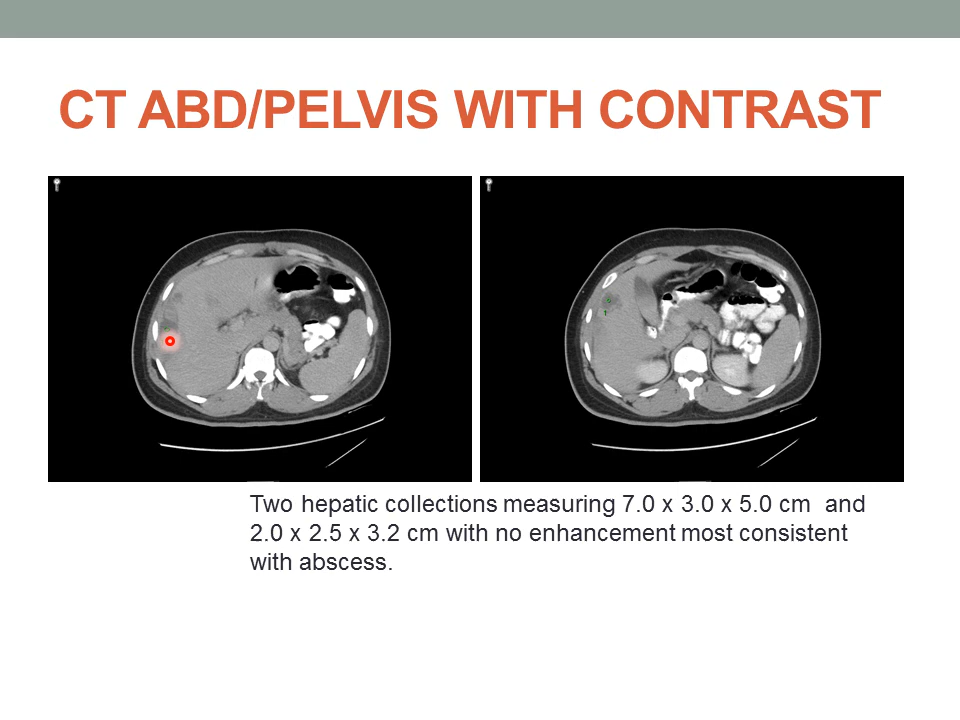 CT ABD/PELVIS WITH CONTRAST
Two hepatic collections measuring 7.0 x 3.0 x 5.0 cm  and
2.0 x 2.5 x 3.2 cm with no enhancement most consistent
with abscess.